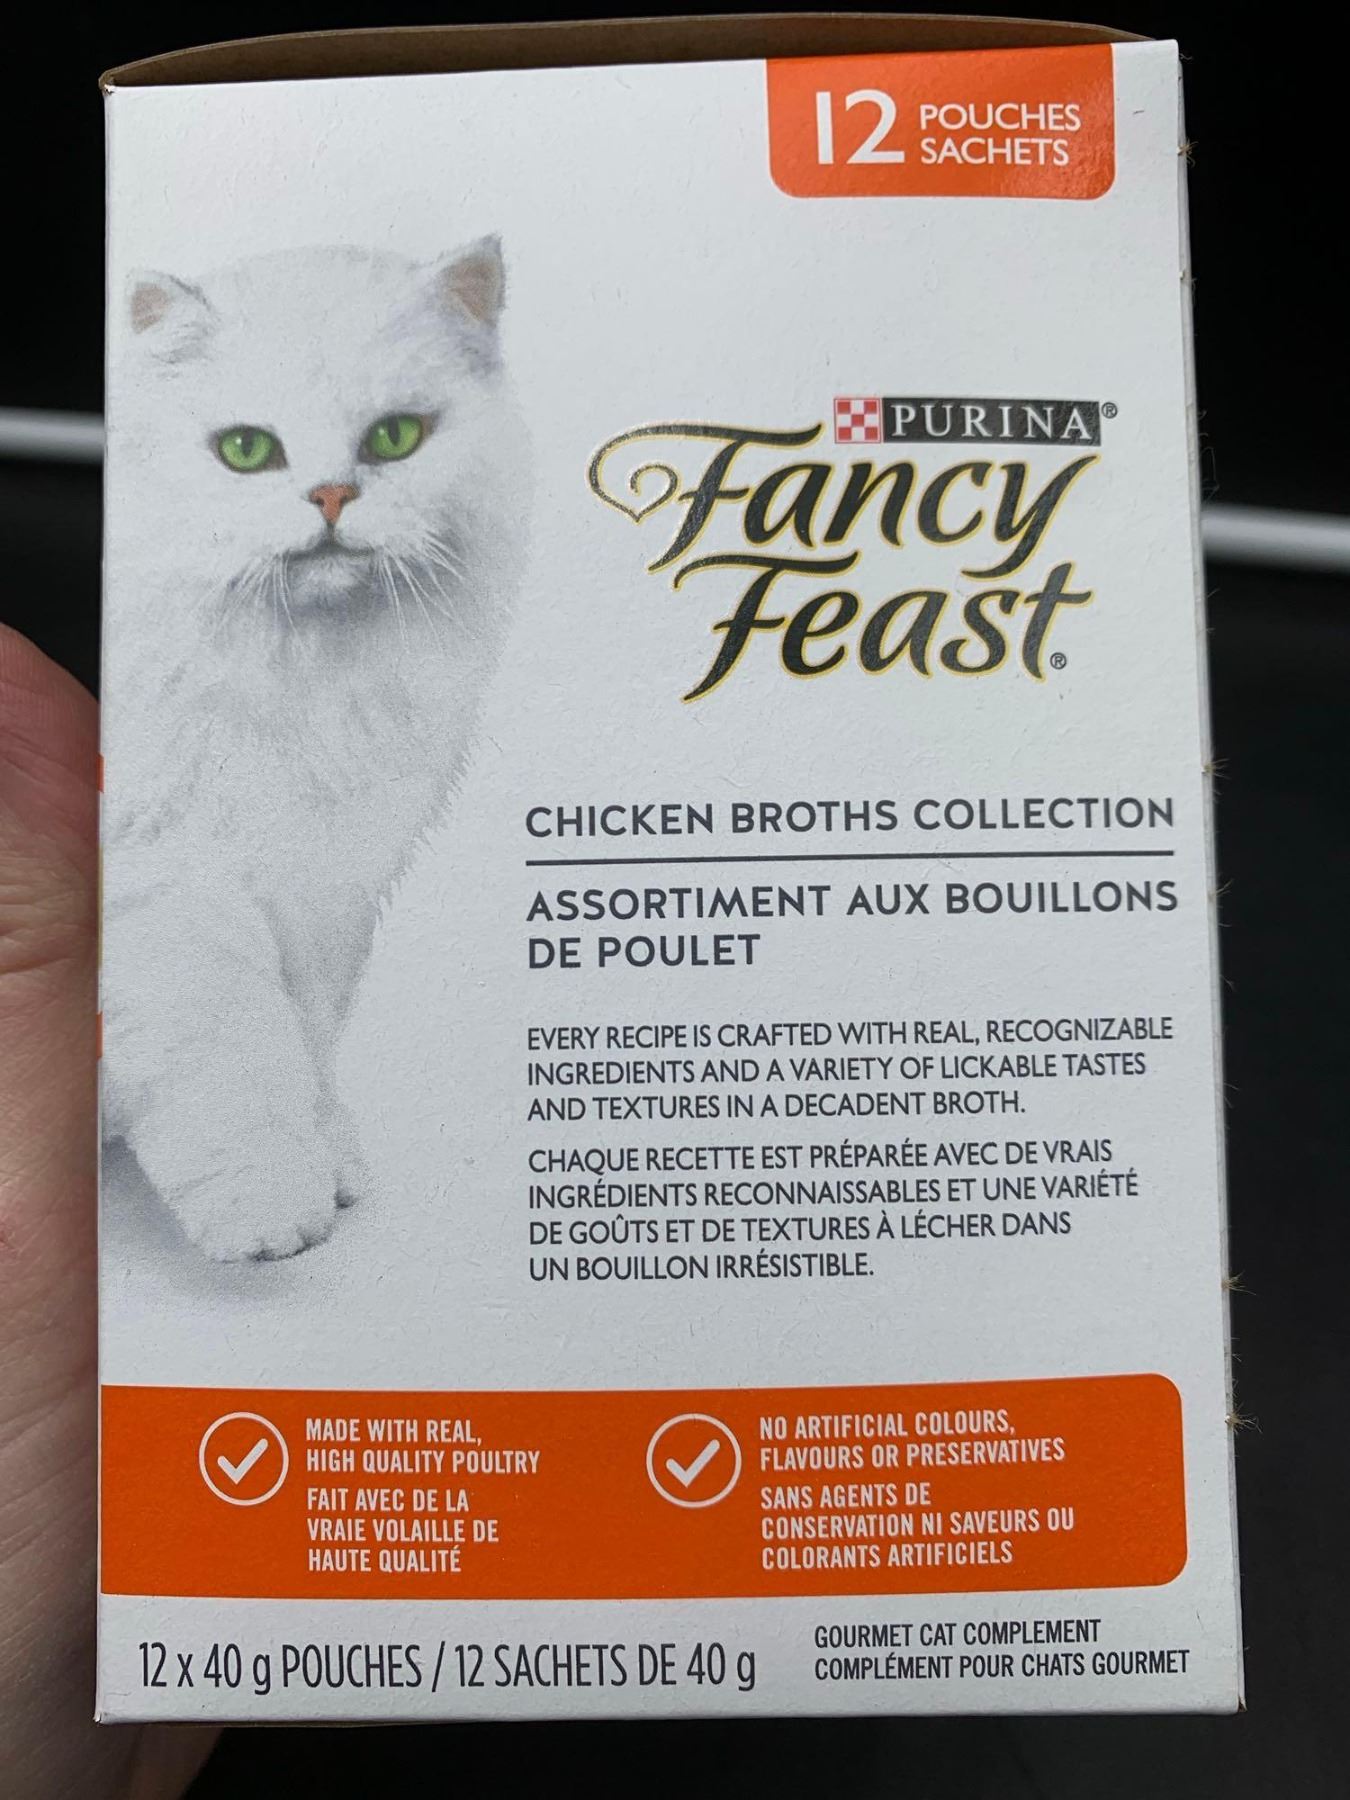 12 POUCHES
SACHETS
PURINA®
Fancy
Feast®
CHICKEN BROTHS COLLECTION
ASSORTIMENT AUX BOUILLONS
DE POULET
EVERY RECIPE IS CRAFTED WITH REAL, RECOGNIZABLE
INGREDIENTS AND A VARIETY OF LICKABLE TASTES
AND TEXTURES IN A DECADENT BROTH.
CHAQUE RECETTE EST PRÉPARÉE AVEC DE VRAIS
INGRÉDIENTS RECONNAISSABLES ET UNE VARIÉTÉ
DE GOÛTS ET DE TEXTURES À LÉCHER DANS
UN BOUILLON IRRÉSISTIBLE.
MADE WITH REAL,
HIGH QUALITY POULTRY
FAIT AVEC DE LA
VRAIE VOLAILLE DE
HAUTE QUALITÉ
NO ARTIFICIAL COLOURS,
FLAVOURS OR PRESERVATIVES
SANS AGENTS DE
CONSERVATION NI SAVEURS OU
COLORANTS ARTIFICIELS
12 x 40 g POUCHES / 12 SACHETS DE 40 g
GOURMET CAT COMPLEMENT
COMPLÉMENT POUR CHATS GOURMET